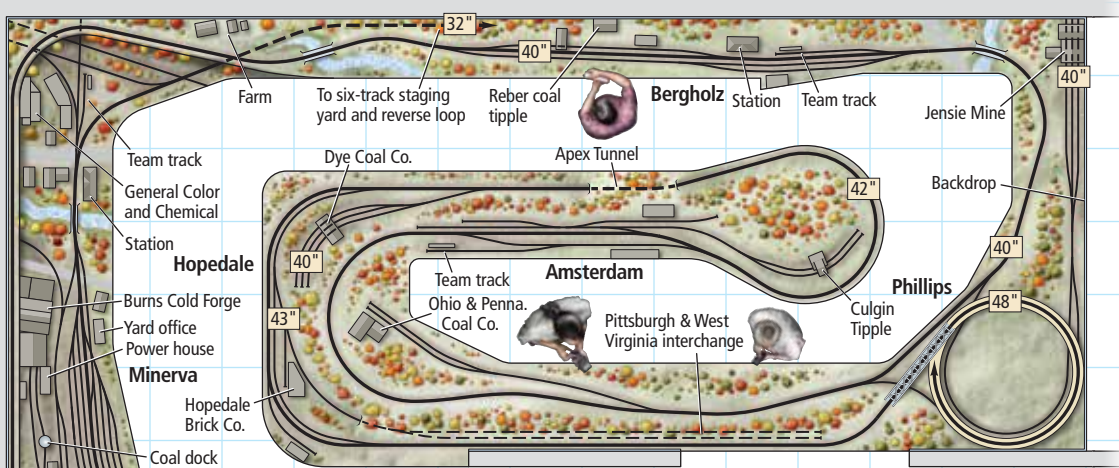 32"
40"
Farm
To six-track staging
yard and reverse loop
Reber coal
tipple
Bergholz
Station
Team track
40"
Jensie Mine
Team track
General Color
and Chemical
Station
Dye Coal Co.
Apex Tunnel
42"
Backdrop
Hopedale
40"
Team track
Amsterdam
40"
Phillips
Culgin
Tipple
48"
Burns Cold Forge
Yard office
Power house
Minerva
43"
Ohio & Penna.
Coal Co.
Pittsburgh & West
Virginia interchange
Hopedale
Brick Co.
Coal dock